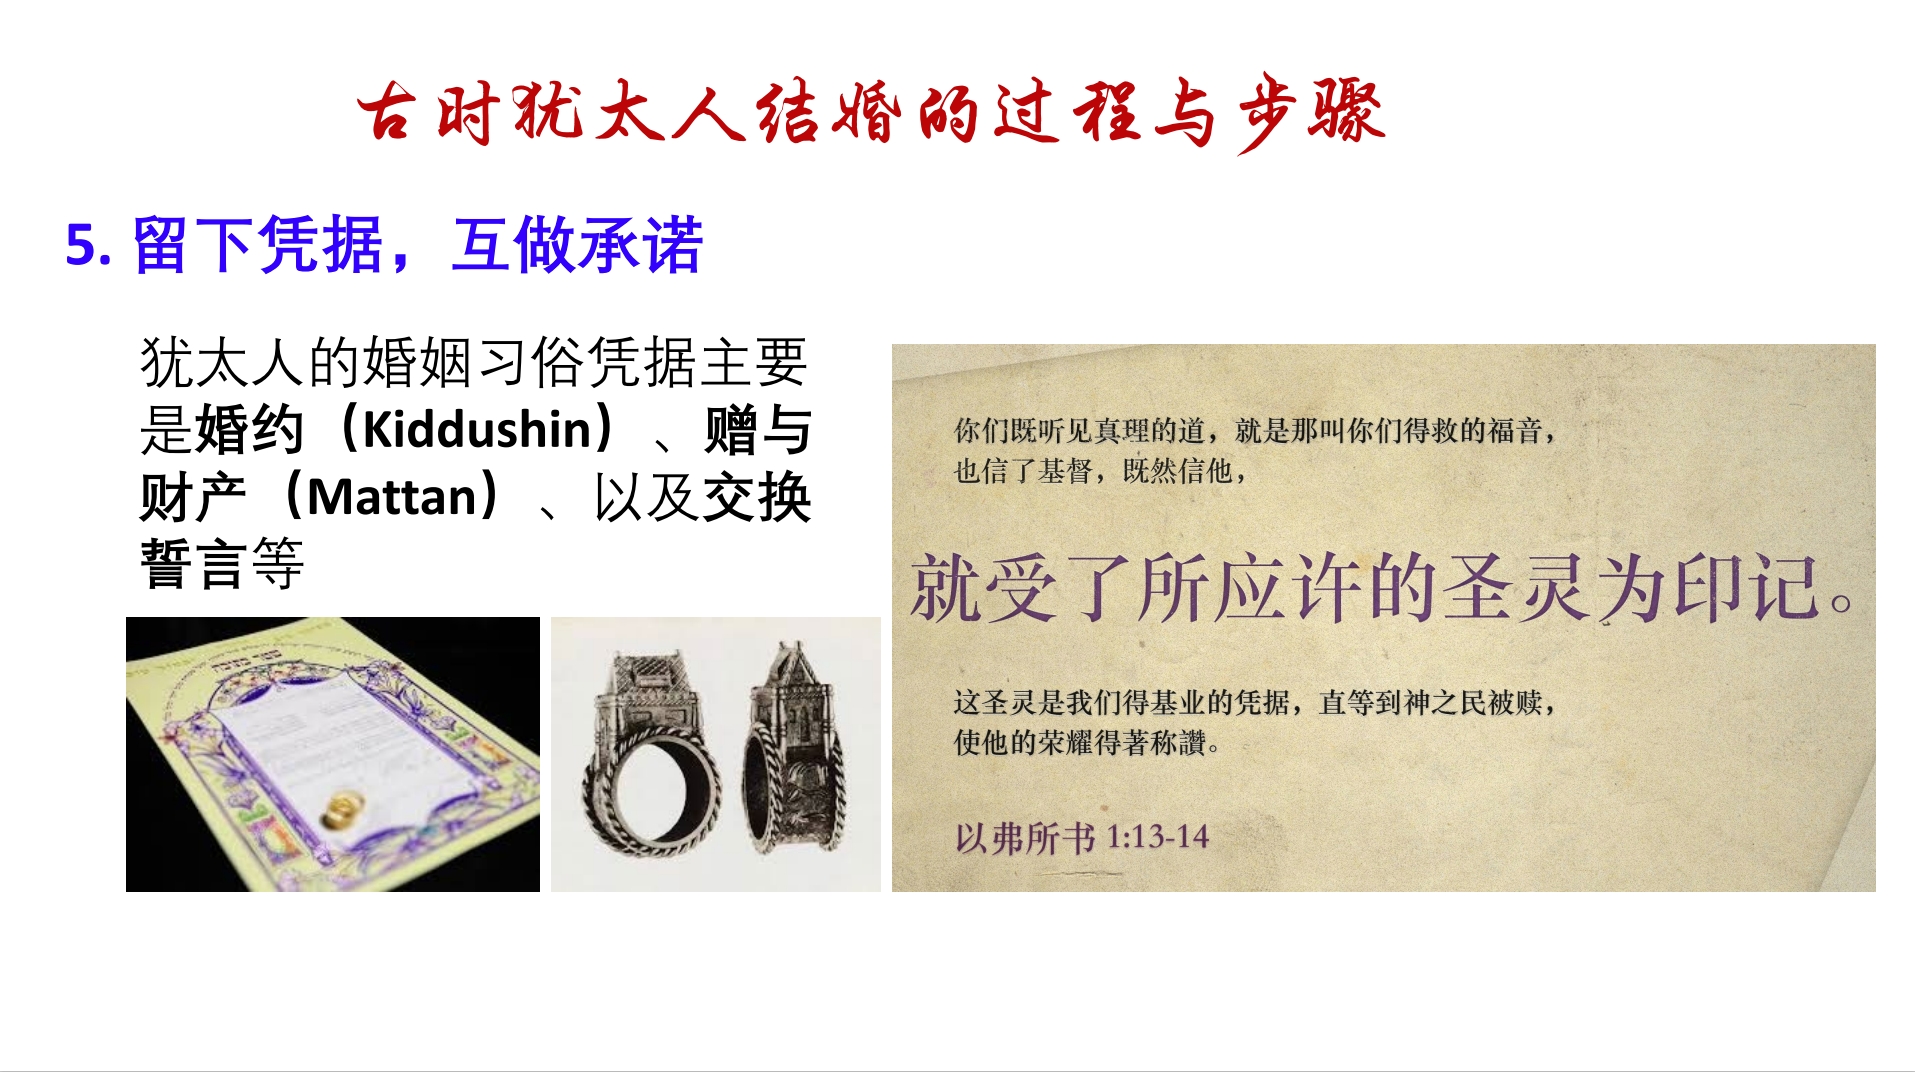 古时犹太人结婚的过程与步骤
5. 留下凭据，互做承诺
犹太人的婚姻习俗凭据主要
是婚约（Kiddushin）、赠与
财产（Mattan）、以及交换
誓言等
你们既听见真理的道，就是那叫你们得救的福音，
也信了基督，既然信他，
就受了所应许的圣灵为印记。
这圣灵是我们得基业的凭据，直等到神之民被赎，
使他的荣耀得著称讚。
以弗所书 1:13-14